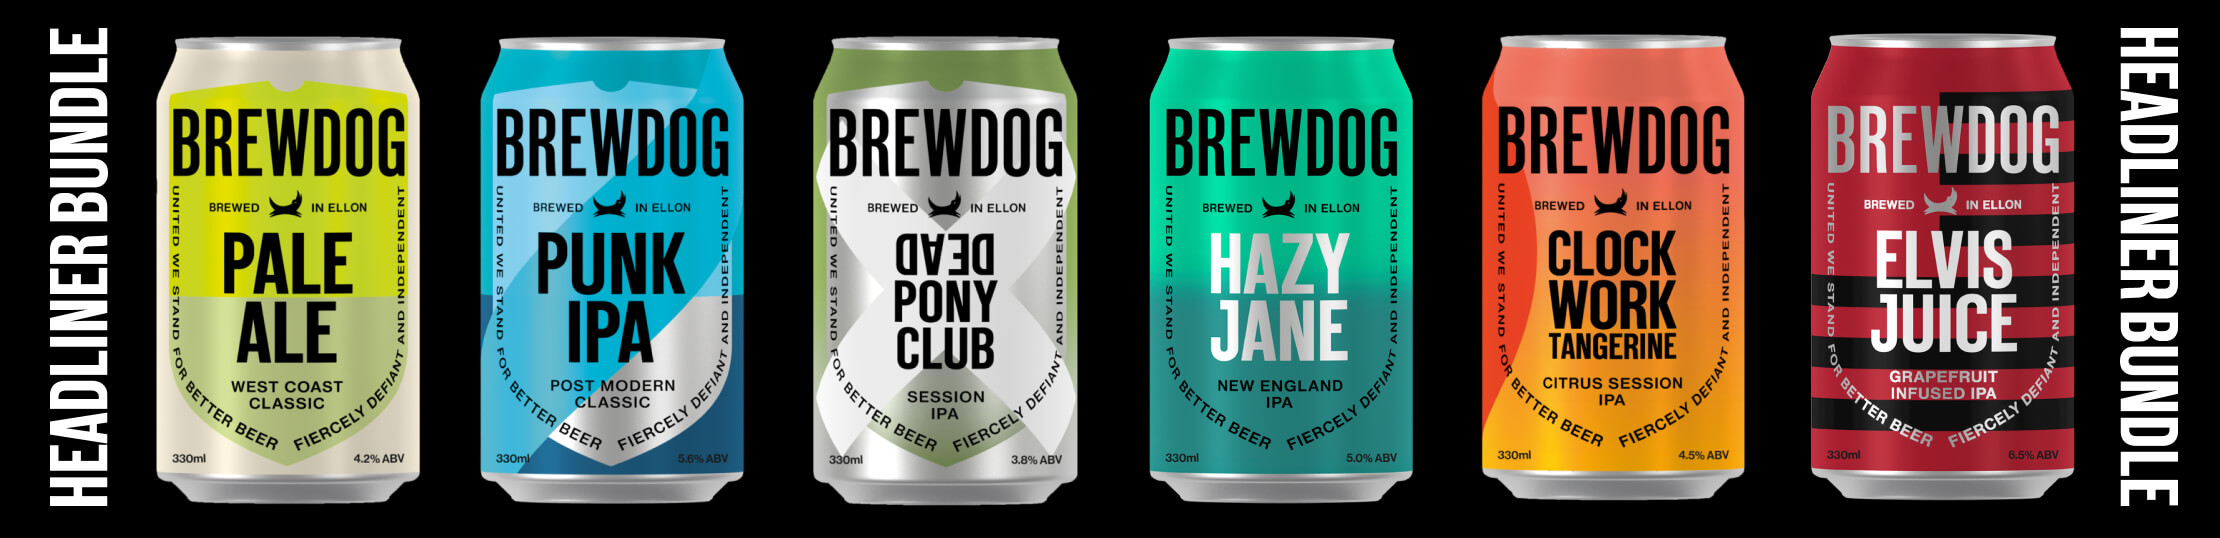 HEADLINER BUNDLE
BREWDOG
BREWED IN ELLON
PALE
ALE
WEST COAST
CLASSIC
UNITED WE STAND FOR BETTER BEER
FIERCELY DEFIANT AND INDEPENDENT
330ml
4.2% ABV
BREWDOG
BREWED IN ELLON
PUNK
IPA
POST MODERN
CLASSIC
UNITED WE STAND FOR BETTER BEER
FIERCELY DEFIANT AND INDEPENDENT
330ml
5.6% ABV
BREWDOG
BREWED IN ELLON
DEAD
PONY
CLUB
SESSION
IPA
UNITED WE STAND FOR BETTER BEER
FIERCELY DEFIANT AND INDEPENDENT
330ml
3.8% ABV
BREWDOG
BREWED IN ELLON
HAZY
JANE
NEW ENGLAND
IPA
UNITED WE STAND FOR BETTER BEER
FIERCELY DEFIANT AND INDEPENDENT
330ml
5.0% ABV
BREWDOG
BREWED IN ELLON
CLOCK
WORK
TANGERINE
CITRUS SESSION
IPA
UNITED WE STAND FOR BETTER BEER
FIERCELY DEFIANT AND INDEPENDENT
330ml
4.5% ABV
BREWDOG
BREWED IN ELLON
ELVIS
JUICE
GRAPEFRUIT
INFUSED IPA
UNITED WE STAND FOR BETTER BEER
FIERCELY DEFIANT AND INDEPENDENT
330ml
6.5% ABV
HEADLINER BUNDLE